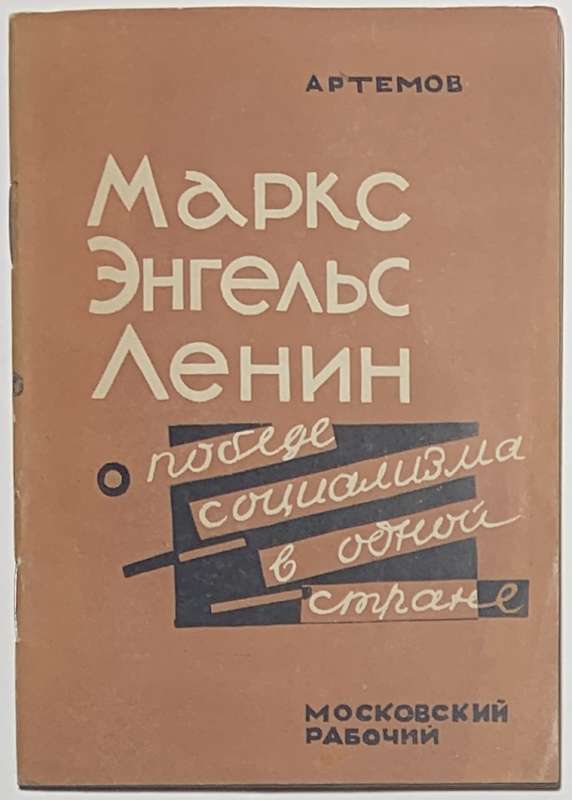 АРТЕМОВ
Маркс
Энгельс
Ленин
о победе
социализма
в одной
стране
МОСКОВСКИЙ
РАБОЧИЙ